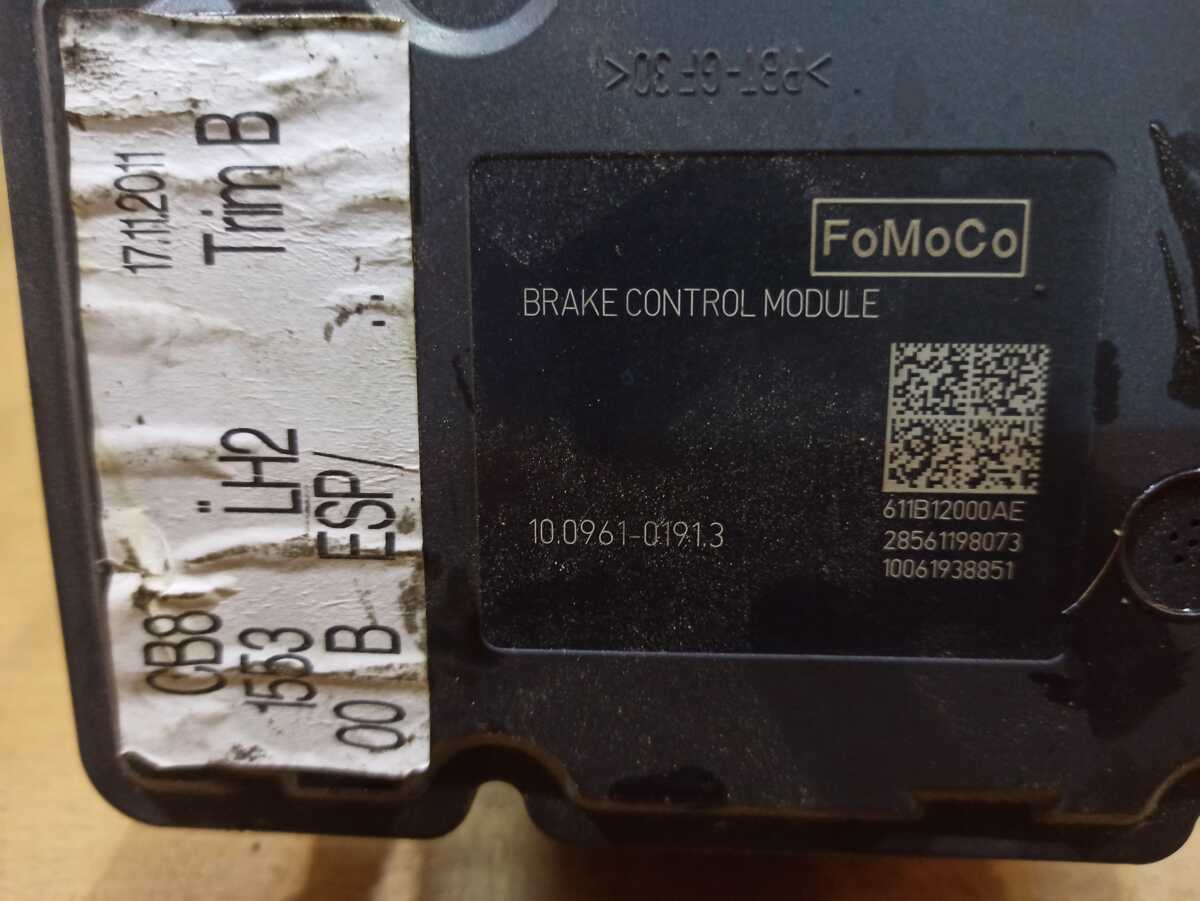 >PBT-GF30<
CB8 17.11.2011
1553 LH2 Trim B
00 B ESP/ ..
FoMoCo
BRAKE CONTROL MODULE
10.0961-0191.3
611B12000AE
28561198073
10061938851